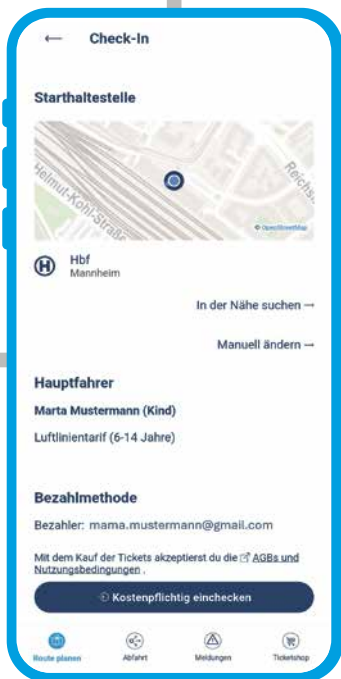 ← Check-In
Starthaltestelle
Helmut-Kohl-Straße
Reichs
© OpenStreetMap
H Hbf
Mannheim
In der Nähe suchen →
Manuell ändern →
Hauptfahrer
Marta Mustermann (Kind)
Luftlinientarif (6-14 Jahre)
Bezahlmethode
Bezahler: mama.mustermann@gmail.com
Mit dem Kauf der Tickets akzeptierst du die AGBs und
Nutzungsbedingungen .
Kostenpflichtig einchecken
Route planen Abfahrt Meldungen Ticketshop